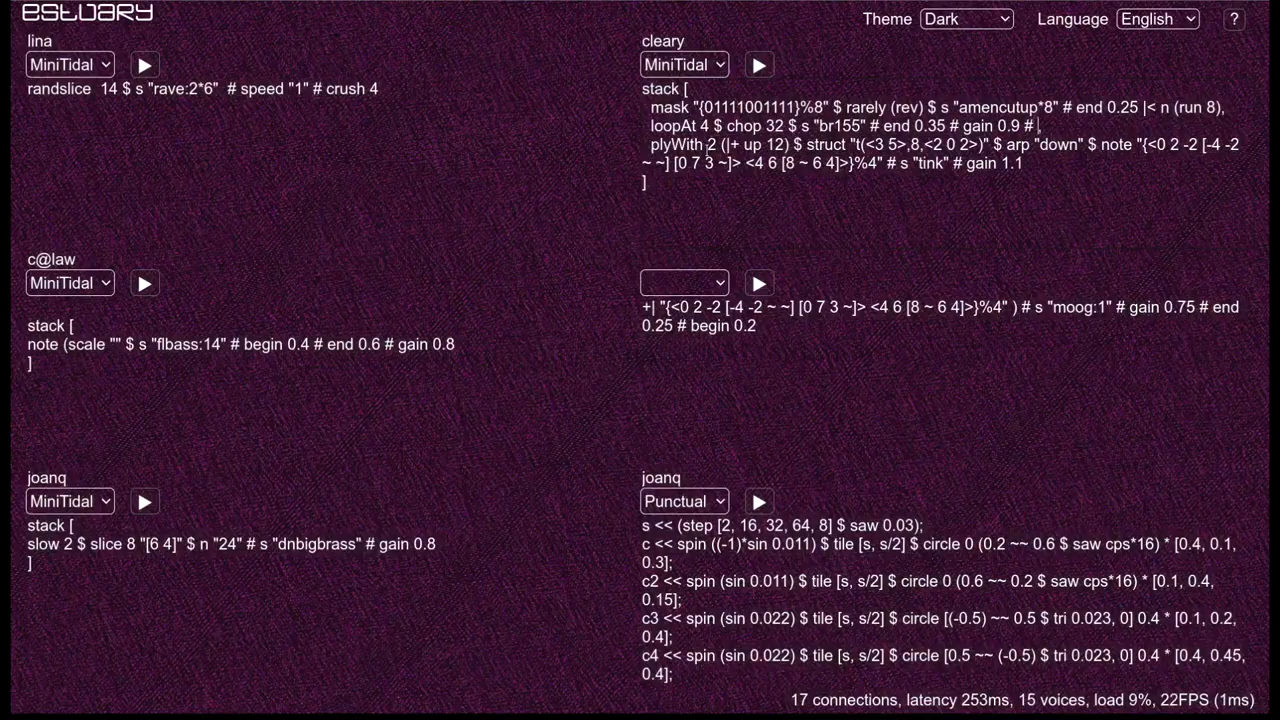 estuary
Theme Dark Language English ?
lina
MiniTidal
randslice 14 $ s "rave:2*6" # speed "1" # crush 4
cleary
MiniTidal
stack [
mask "{01111001111}%8" $ rarely (rev) $ s "amencutup*8" # end 0.25 |< n (run 8),
loopAt 4 $ chop 32 $ s "br155" # end 0.35 # gain 0.9 # ,
plyWith 2 (|+ up 12) $ struct "t(<3 5>,8,<2 0 2>)" $ arp "down" $ note "{<0 2 -2 [-4 -2
~ ~] [0 7 3 ~]> <4 6 [8 ~ 6 4]>}%4" # s "tink" # gain 1.1
]
c@law
MiniTidal
stack [
note (scale "" $ s "flbass:14" # begin 0.4 # end 0.6 # gain 0.8
]
+| "{<0 2 -2 [-4 -2 ~ ~] [0 7 3 ~]> <4 6 [8 ~ 6 4]>}%4" ) # s "moog:1" # gain 0.75 # end
0.25 # begin 0.2
joanq
MiniTidal
stack [
slow 2 $ slice 8 "[6 4]" $ n "24" # s "dnbigbrass" # gain 0.8
]
joanq
Punctual
s << (step [2, 16, 32, 64, 8] $ saw 0.03);
c << spin ((-1)*sin 0.011) $ tile [s, s/2] $ circle 0 (0.2 ~~ 0.6 $ saw cps*16) * [0.4, 0.1,
0.3];
c2 << spin (sin 0.011) $ tile [s, s/2] $ circle 0 (0.6 ~~ 0.2 $ saw cps*16) * [0.1, 0.4,
0.15];
c3 << spin (sin 0.022) $ tile [s, s/2] $ circle [(-0.5) ~~ 0.5 $ tri 0.023, 0] 0.4 * [0.1, 0.2,
0.4];
c4 << spin (sin 0.022) $ tile [s, s/2] $ circle [0.5 ~~ (-0.5) $ tri 0.023, 0] 0.4 * [0.4, 0.45,
0.4];
17 connections, latency 253ms, 15 voices, load 9%, 22FPS (1ms)